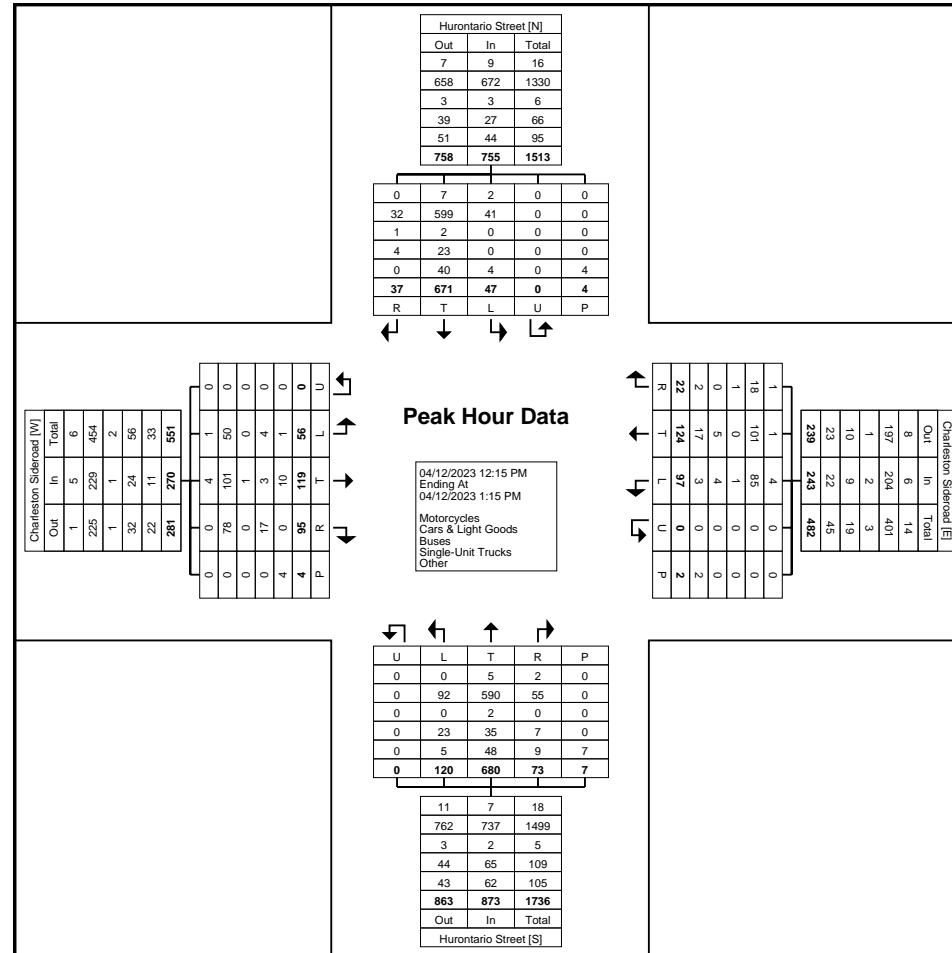 Hurontario Street [N]
Out In Total
7 9 16
658 672 1330
3 3 6
39 27 66
51 44 95
758 755 1513
0 7 2 0 0
32 599 41 0 0
1 2 0 0 0
4 23 0 0 0
0 40 4 0 4
37 671 47 0 4
R T L U P
Charleston Sideroad [W]
Out In Total
1 5 6
225 229 454
1 1 2
32 24 56
22 11 33
281 270 551
0 1 4 0 0
0 50 101 78 0
0 0 1 0 0
0 4 3 17 0
0 1 10 0 4
0 56 119 95 4
U L T R P
Peak Hour Data
04/12/2023 12:15 PM
Ending At
04/12/2023 1:15 PM
Motorcycles
Cars & Light Goods
Buses
Single-Unit Trucks
Other
Charleston Sideroad [E]
Out In Total
8 6 14
197 204 401
1 2 3
10 9 19
23 22 45
239 243 482
1 1 4 0 0
18 101 85 0 0
1 0 1 0 0
0 5 4 0 0
2 17 3 0 2
22 124 97 0 2
R T L U P
U L T R P
0 0 5 2 0
0 92 590 55 0
0 0 2 0 0
0 23 35 7 0
0 5 48 9 7
0 120 680 73 7
11 7 18
762 737 1499
3 2 5
44 65 109
43 62 105
863 873 1736
Out In Total
Hurontario Street [S]